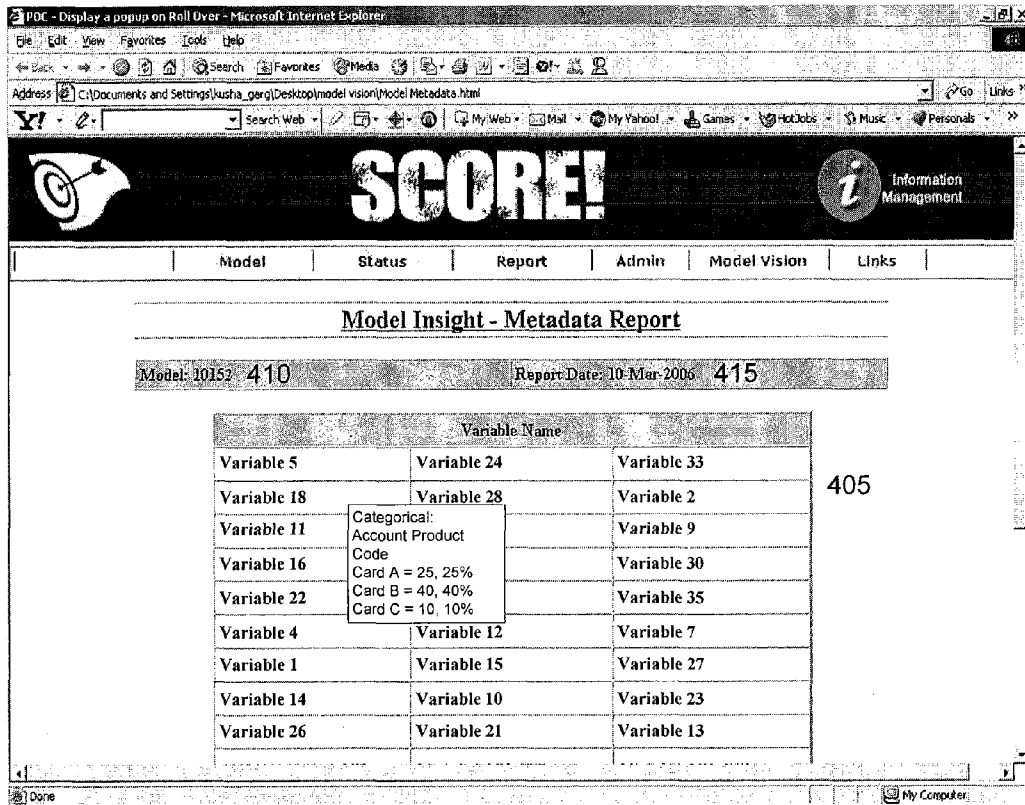 POC - Display a popup on Roll Over - Microsoft Internet Explorer
File Edit View Favorites Tools Help
Back Search Favorites Media
Address C:\Documents and Settings\kusha_garg\Desktop\model vision\Model Metadata.html Go Links »
Y! Search Web My Web Mail My Yahoo! Games HotJobs Music Personals »
SCORE!
i Information
Management
Model Status Report Admin Model Vision Links
Model Insight - Metadata Report
Model: 10152 410 Report Date: 10-Mar-2006 415
Variable Name
Variable 5 Variable 24 Variable 33
405
Variable 18 Variable 28 Variable 2
Variable 11 Variable 9
Variable 16 Variable 30
Variable 22 Variable 35
Categorical:
Account Product
Code
Card A = 25, 25%
Card B = 40, 40%
Card C = 10, 10%
Variable 4 Variable 12 Variable 7
Variable 1 Variable 15 Variable 27
Variable 14 Variable 10 Variable 23
Variable 26 Variable 21 Variable 13
Done My Computer